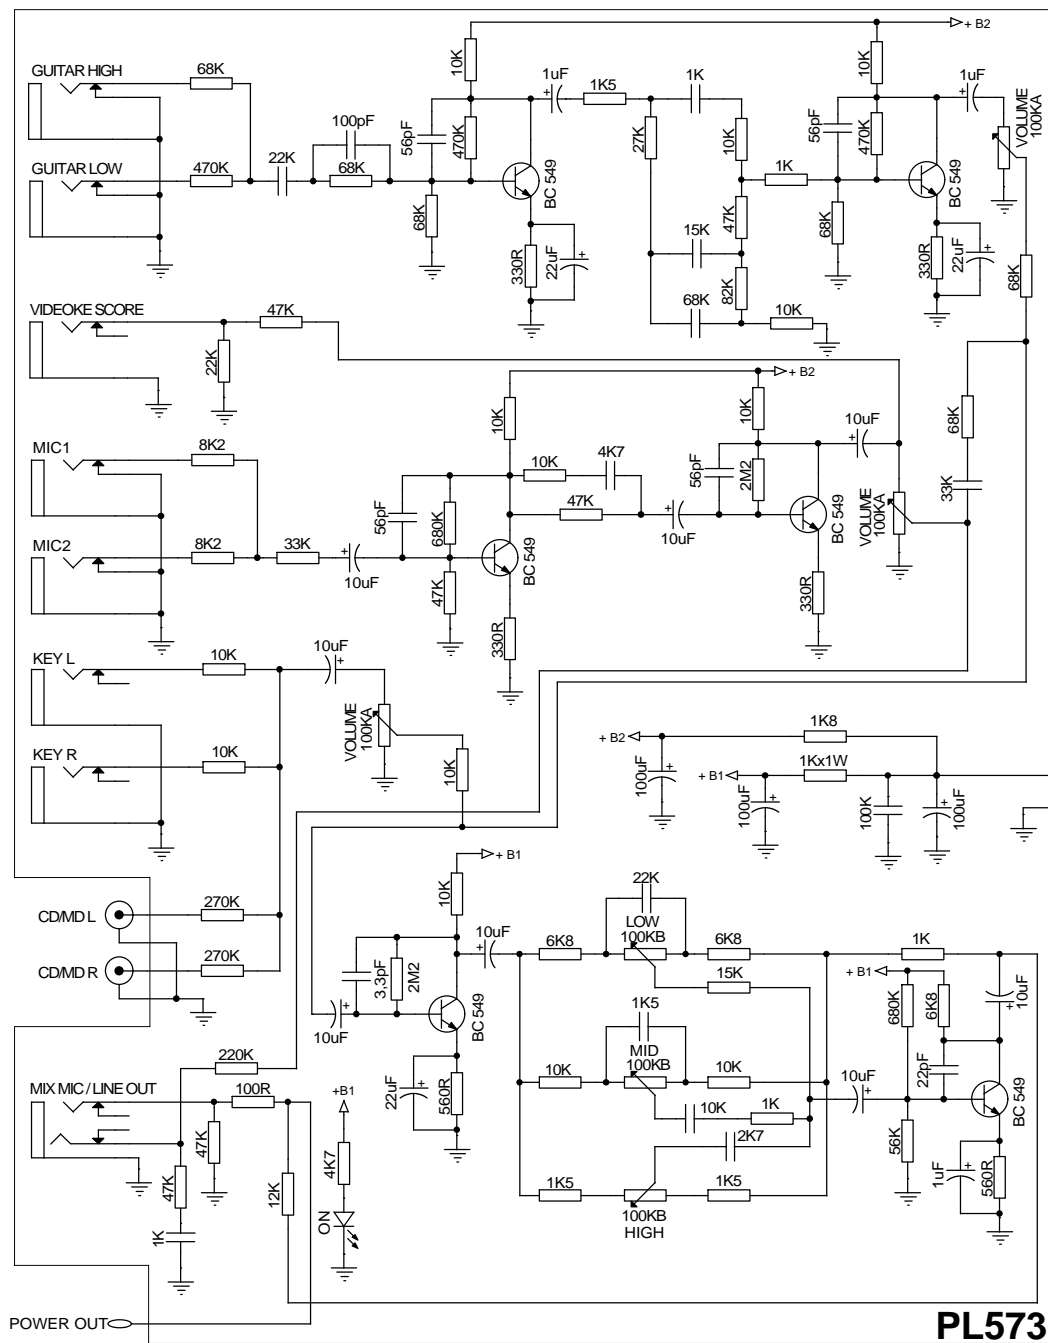 + B2
GUITAR HIGH
68K
10K
1uF
1K5
1K
10K
1uF
VOLUME
100KA
100pF
56pF
470K
27K
10K
56pF
470K
GUITAR LOW
470K
22K
68K
BC 549
1K
BC 549
68K
330R
22uF
15K
47K
68K
330R
22uF
68K
68K
82K
10K
VIDEOKE SCORE
47K
22K
+ B2
10K
10K
10uF
68K
MIC1
8K2
10K
4K7
56pF
2M2
33K
56pF
680K
47K
BC 549
VOLUME
100KA
MIC2
8K2
33K
10uF
BC 549
10uF
47K
330R
330R
KEY L
10K
10uF
VOLUME
100KA
1K8
+ B2
KEY R
10K
10K
100uF
+ B1
1Kx1W
100uF
100K
100uF
+ B1
10K
22K
CD/MD L
270K
LOW
100KB
10uF
6K8
6K8
1K
CD/MD R
270K
3,3pF
2M2
15K
+ B1
680K
6K8
10uF
BC 549
1K5
10uF
MID
100KB
220K
10K
10K
22pF
MIX MIC / LINE OUT
100R
22uF
560R
+B1
10K
1K
10uF
BC 549
47K
2K7
56K
47K
12K
4K7
1K5
1K5
1uF
560R
1K
ON
100KB
HIGH
POWER OUT
PL573